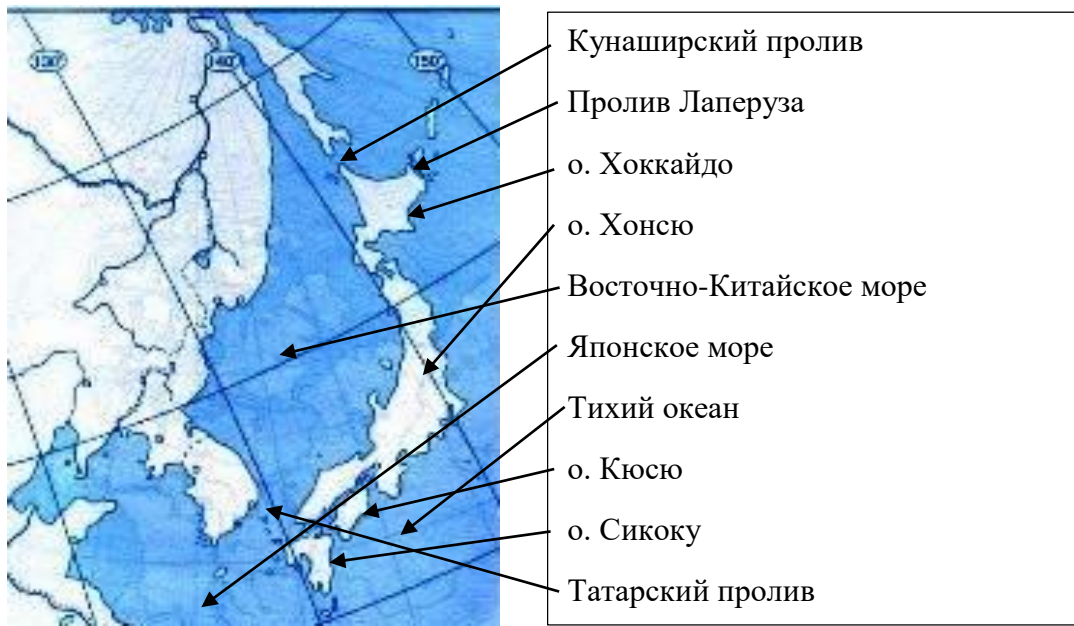 130°
140°
150°
Кунаширский пролив
Пролив Лаперуза
о. Хоккайдо
о. Хонсю
Восточно-Китайское море
Японское море
Тихий океан
о. Кюсю
о. Сикоку
Татарский пролив